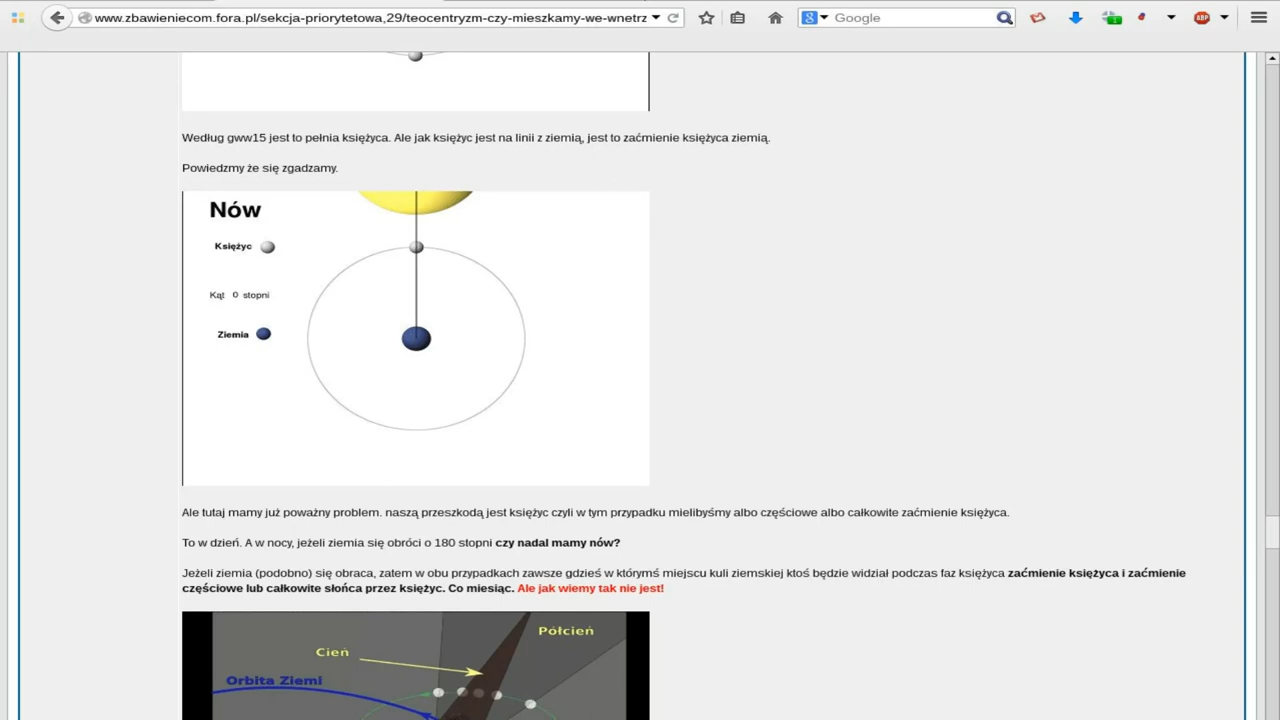 www.zbawieniecom.fora.pl/sekcja-priorytetowa,29/teocentryzm-czy-mieszkamy-we-wnetrz
Google
Według gww15 jest to pełnia księżyca. Ale jak księżyc jest na linii z ziemią, jest to zaćmienie księżyca ziemią.
Powiedzmy że się zgadzamy.
Nów
Księżyc
Kąt 0 stopni
Ziemia
Ale tutaj mamy już poważny problem. naszą przeszkodą jest księżyc czyli w tym przypadku mielibyśmy albo częściowe albo całkowite zaćmienie księżyca.
To w dzień. A w nocy, jeżeli ziemia się obróci o 180 stopni czy nadal mamy nów?
Jeżeli ziemia (podobno) się obraca, zatem w obu przypadkach zawsze gdzieś w którymś miejscu kuli ziemskiej ktoś będzie widział podczas faz księżyca zaćmienie księżyca i zaćmienie
częściowe lub całkowite słońca przez księżyc. Co miesiąc. Ale jak wiemy tak nie jest!
Półcień
Cień
Orbita Ziemi